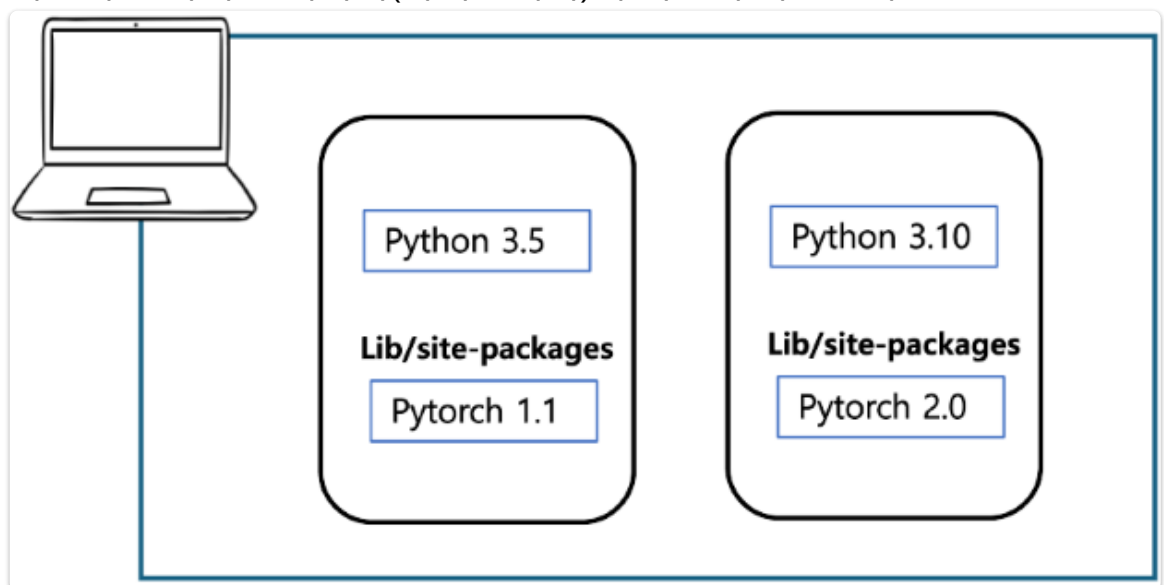 Python 3.5
Lib/site-packages
Pytorch 1.1
Python 3.10
Lib/site-packages
Pytorch 2.0